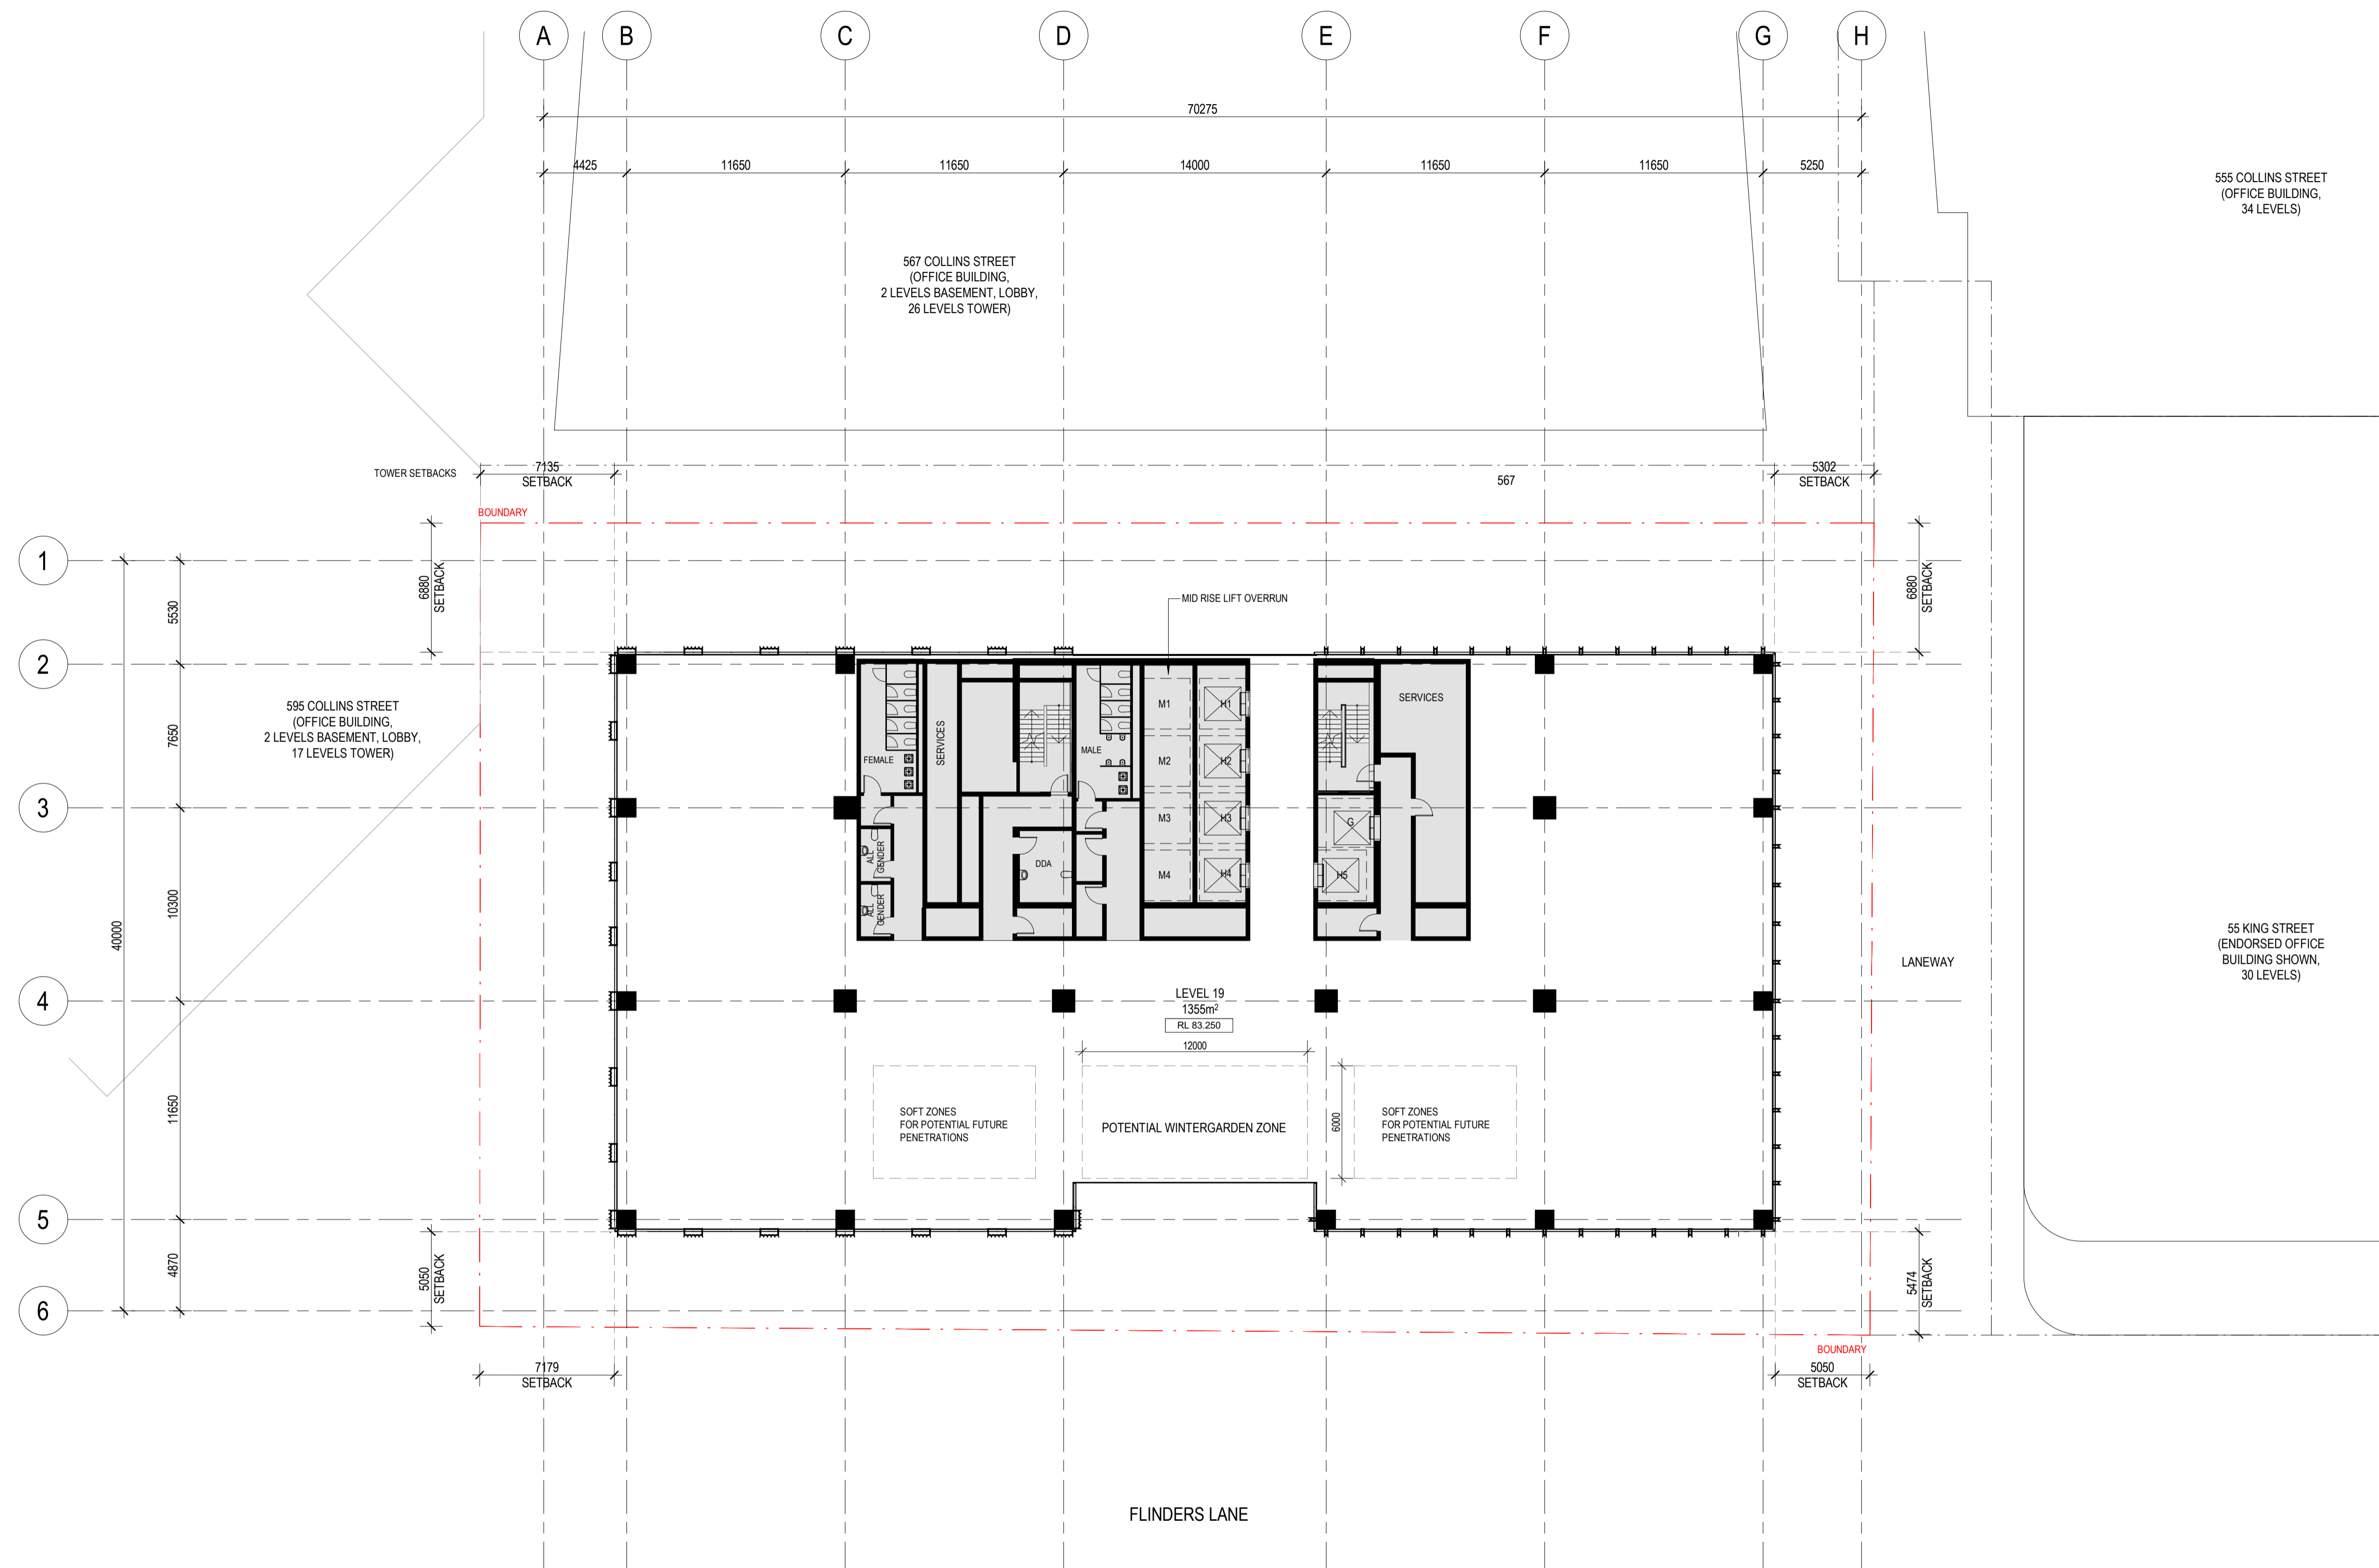 A B C D E F G H
70275
4425 11650 11650 14000 11650 11650 5250
555 COLLINS STREET
(OFFICE BUILDING,
34 LEVELS)
567 COLLINS STREET
(OFFICE BUILDING,
2 LEVELS BASEMENT, LOBBY,
26 LEVELS TOWER)
TOWER SETBACKS
7135
SETBACK
567
5302
SETBACK
BOUNDARY
1
6880
SETBACK
6880
SETBACK
5530
MID RISE LIFT OVERRUN
2
595 COLLINS STREET
(OFFICE BUILDING,
2 LEVELS BASEMENT, LOBBY,
17 LEVELS TOWER)
7650
FEMALE
SERVICES
MALE
M1
M2
M3
M4
H1
H2
H3
H4
G
H5
SERVICES
3
ALL
GENDER
ALL
GENDER
DDA
40000
10300
55 KING STREET
(ENDORSED OFFICE
BUILDING SHOWN,
30 LEVELS)
LANEWAY
4
LEVEL 19
1355m²
RL 83.250
12000
11650
SOFT ZONES
FOR POTENTIAL FUTURE
PENETRATIONS
POTENTIAL WINTERGARDEN ZONE
6000
SOFT ZONES
FOR POTENTIAL FUTURE
PENETRATIONS
5
4870
5050
SETBACK
5474
SETBACK
6
BOUNDARY
7179
SETBACK
5050
SETBACK
FLINDERS LANE